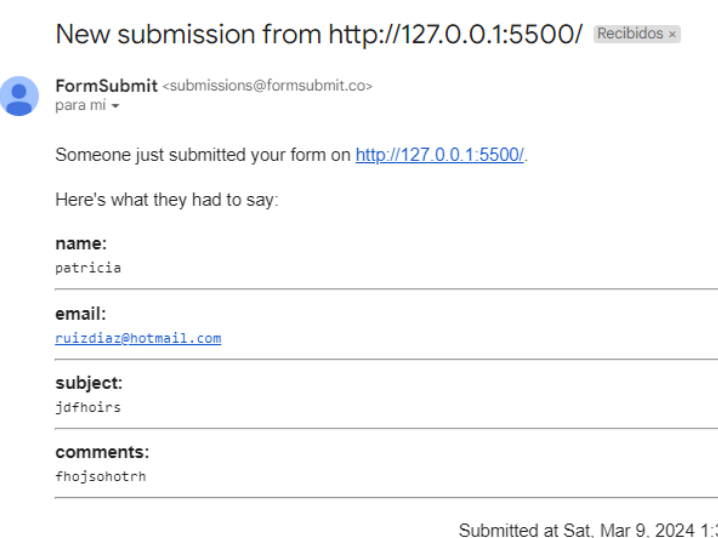 New submission from http://127.0.0.1:5500/ Recibidos ×
FormSubmit <submissions@formsubmit.co>
para mí
Someone just submitted your form on http://127.0.0.1:5500/.
Here's what they had to say:
name:
patricia
email:
ruizdiaz@hotmail.com
subject:
jdfhoirs
comments:
fhojsohotrh
Submitted at Sat, Mar 9, 2024 1: